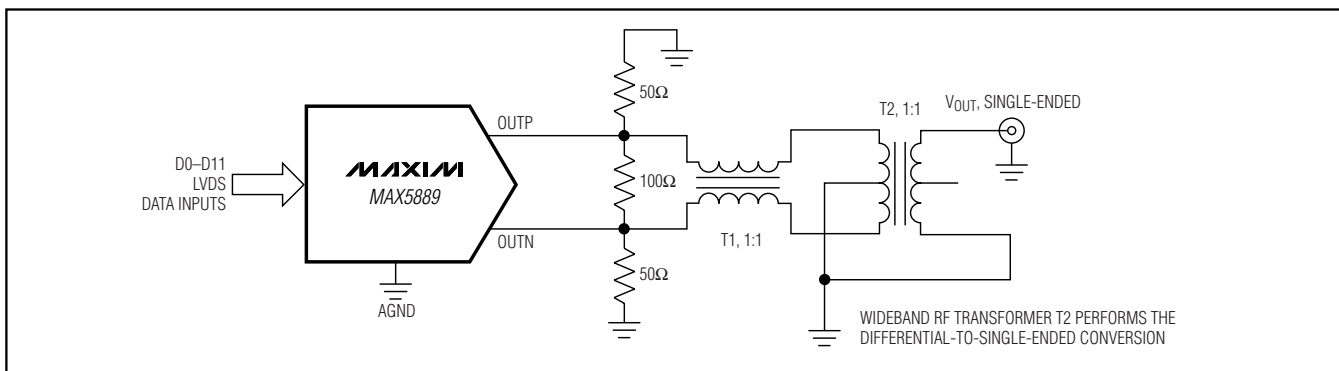 50Ω
T2, 1:1
VOUT, SINGLE-ENDED
OUTP
D0–D11
LVDS
DATA INPUTS
MAXIM
MAX5889
100Ω
OUTN
T1, 1:1
50Ω
AGND
WIDEBAND RF TRANSFORMER T2 PERFORMS THE
DIFFERENTIAL-TO-SINGLE-ENDED CONVERSION